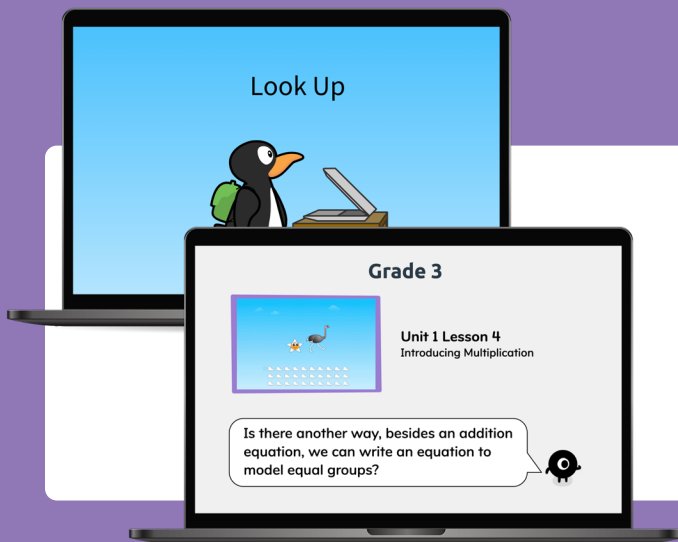 Look Up
Grade 3
Unit 1 Lesson 4
Introducing Multiplication
Is there another way, besides an addition
equation, we can write an equation to
model equal groups?